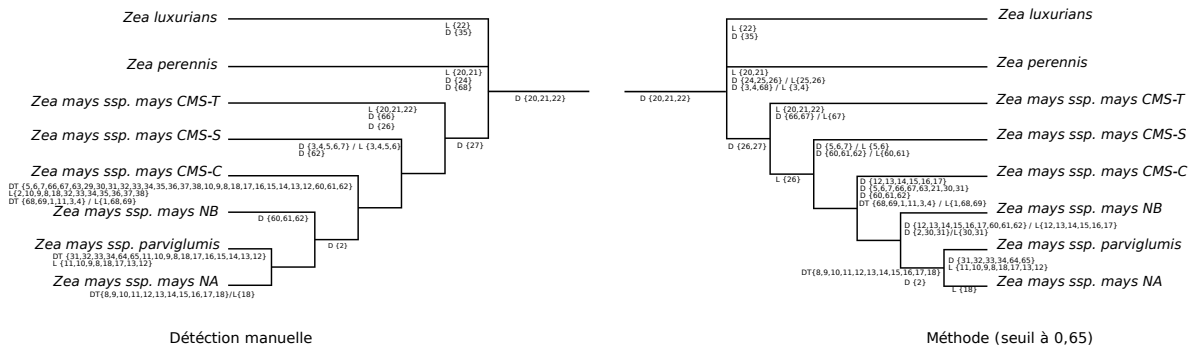 Zea luxurians
L {22}
D {35}
Zea perennis
L {20,21}
D {24}
D {68}
D {20,21,22}
Zea mays ssp. mays CMS-T
L {20,21,22}
D {66}
D {26}
D {27}
Zea mays ssp. mays CMS-S
D {3,4,5,6,7} / L {3,4,5,6}
D {62}
Zea mays ssp. mays CMS-C
DT {5,6,7,66,67,63,29,30,31,32,33,34,35,36,37,38,10,9,8,18,17,16,15,14,13,12,60,61,62}
L{2,10,9,8,18,32,33,34,35,36,37,38}
DT {68,69,1,11,3,4} / L{1,68,69}
Zea mays ssp. mays NB
D {60,61,62}
D {2}
Zea mays ssp. parviglumis
DT {31,32,33,34,64,65,11,10,9,8,18,17,16,15,14,13,12}
L {11,10,9,8,18,17,13,12}
Zea mays ssp. mays NA
DT{8,9,10,11,12,13,14,15,16,17,18}/L{18}
Détéction manuelle
Zea luxurians
L {22}
D {35}
Zea perennis
L {20,21}
D {24,25,26} / L{25,26}
D {3,4,68} / L {3,4}
D {20,21,22}
Zea mays ssp. mays CMS-T
L {20,21,22}
D {66,67} / L{67}
D {26,27}
Zea mays ssp. mays CMS-S
D {5,6,7} / L {5,6}
D {60,61,62} / L{60,61}
L {26}
Zea mays ssp. mays CMS-C
D {12,13,14,15,16,17}
D {5,6,7,66,67,63,21,30,31}
D {60,61,62}
DT {68,69,1,11,3,4} / L{1,68,69}
Zea mays ssp. mays NB
D {12,13,14,15,16,17,60,61,62} / L{12,13,14,15,16,17}
D {2,30,31}/L{30,31}
Zea mays ssp. parviglumis
D {31,32,33,34,64,65}
L {11,10,9,8,18,17,13,12}
DT{8,9,10,11,12,13,14,15,16,17,18}
D {2}
Zea mays ssp. mays NA
L {18}
Méthode (seuil à 0,65)